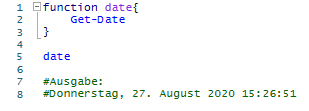 1 function date{
2     Get-Date
3 }
4
5 date
6
7 #Ausgabe:
8 #Donnerstag, 27. August 2020 15:26:51